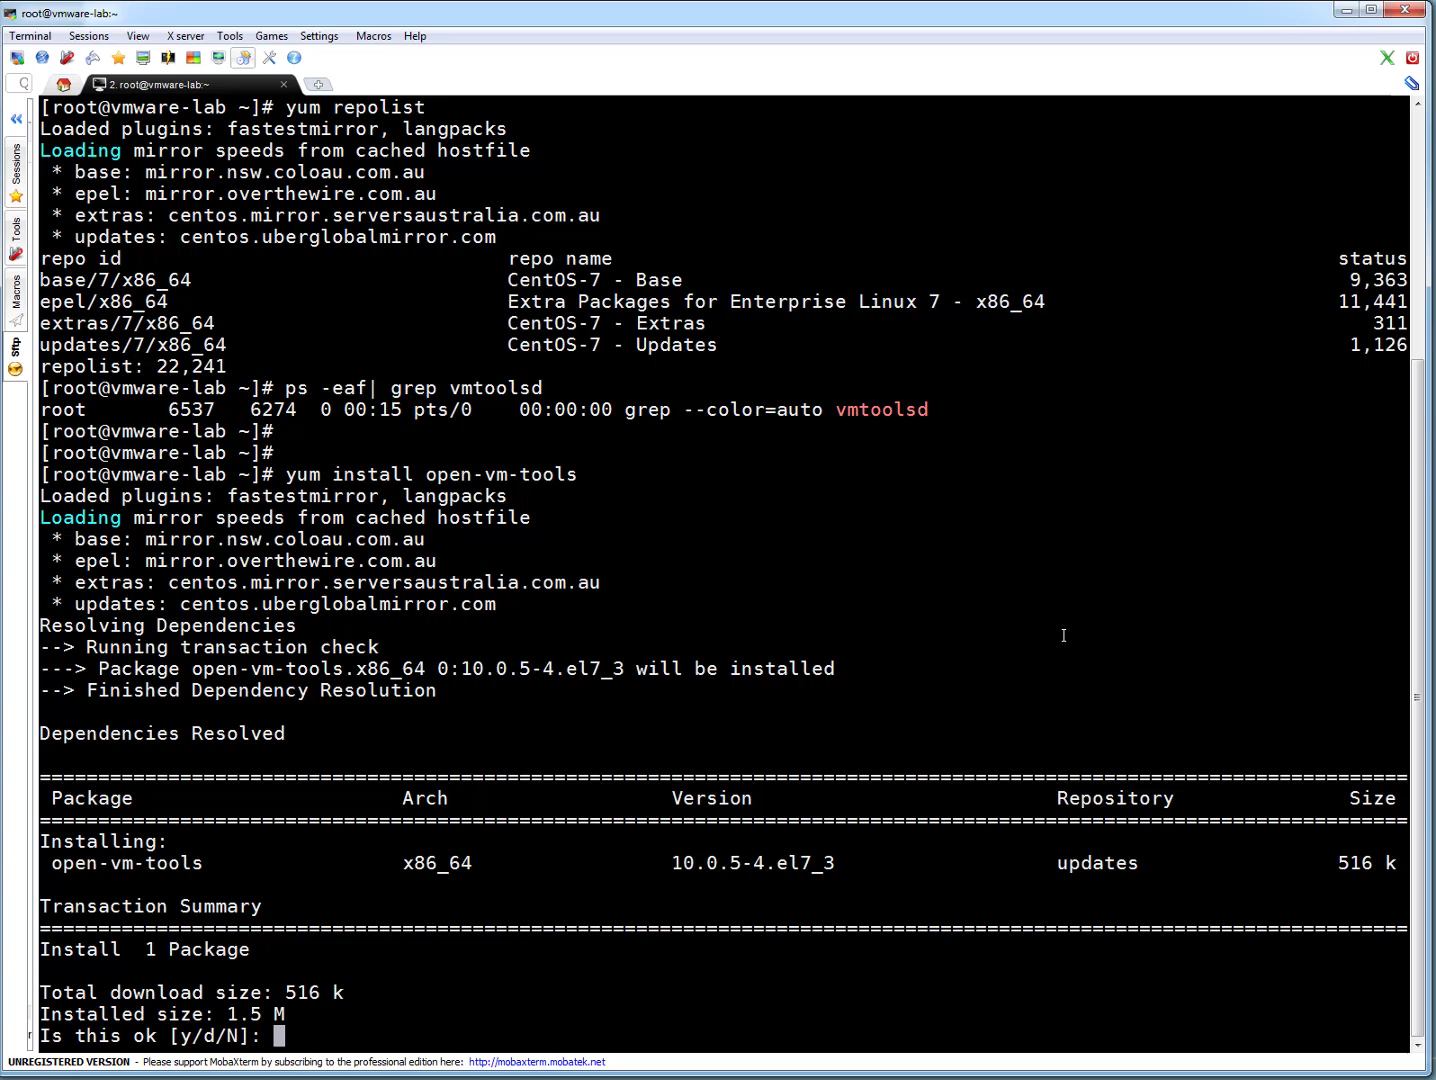 root@vmware-lab:~
Terminal Sessions View X server Tools Games Settings Macros Help
2. root@vmware-lab:~
Sessions
Tools
Macros
Sftp
[root@vmware-lab ~]# yum repolist
Loaded plugins: fastestmirror, langpacks
Loading mirror speeds from cached hostfile
* base: mirror.nsw.coloau.com.au
* epel: mirror.overthewire.com.au
* extras: centos.mirror.serversaustralia.com.au
* updates: centos.uberglobalmirror.com
repo id repo name status
base/7/x86_64 CentOS-7 - Base 9,363
epel/x86_64 Extra Packages for Enterprise Linux 7 - x86_64 11,441
extras/7/x86_64 CentOS-7 - Extras 311
updates/7/x86_64 CentOS-7 - Updates 1,126
repolist: 22,241
[root@vmware-lab ~]# ps -eaf| grep vmtoolsd
root 6537 6274 0 00:15 pts/0 00:00:00 grep --color=auto vmtoolsd
[root@vmware-lab ~]#
[root@vmware-lab ~]#
[root@vmware-lab ~]# yum install open-vm-tools
Loaded plugins: fastestmirror, langpacks
Loading mirror speeds from cached hostfile
* base: mirror.nsw.coloau.com.au
* epel: mirror.overthewire.com.au
* extras: centos.mirror.serversaustralia.com.au
* updates: centos.uberglobalmirror.com
Resolving Dependencies
--> Running transaction check
---> Package open-vm-tools.x86_64 0:10.0.5-4.el7_3 will be installed
--> Finished Dependency Resolution
Dependencies Resolved
Package Arch Version Repository Size
Installing:
open-vm-tools x86_64 10.0.5-4.el7_3 updates 516 k
Transaction Summary
Install 1 Package
Total download size: 516 k
Installed size: 1.5 M
Is this ok [y/d/N]:
UNREGISTERED VERSION - Please support MobaXterm by subscribing to the professional edition here: http://mobaxterm.mobatek.net